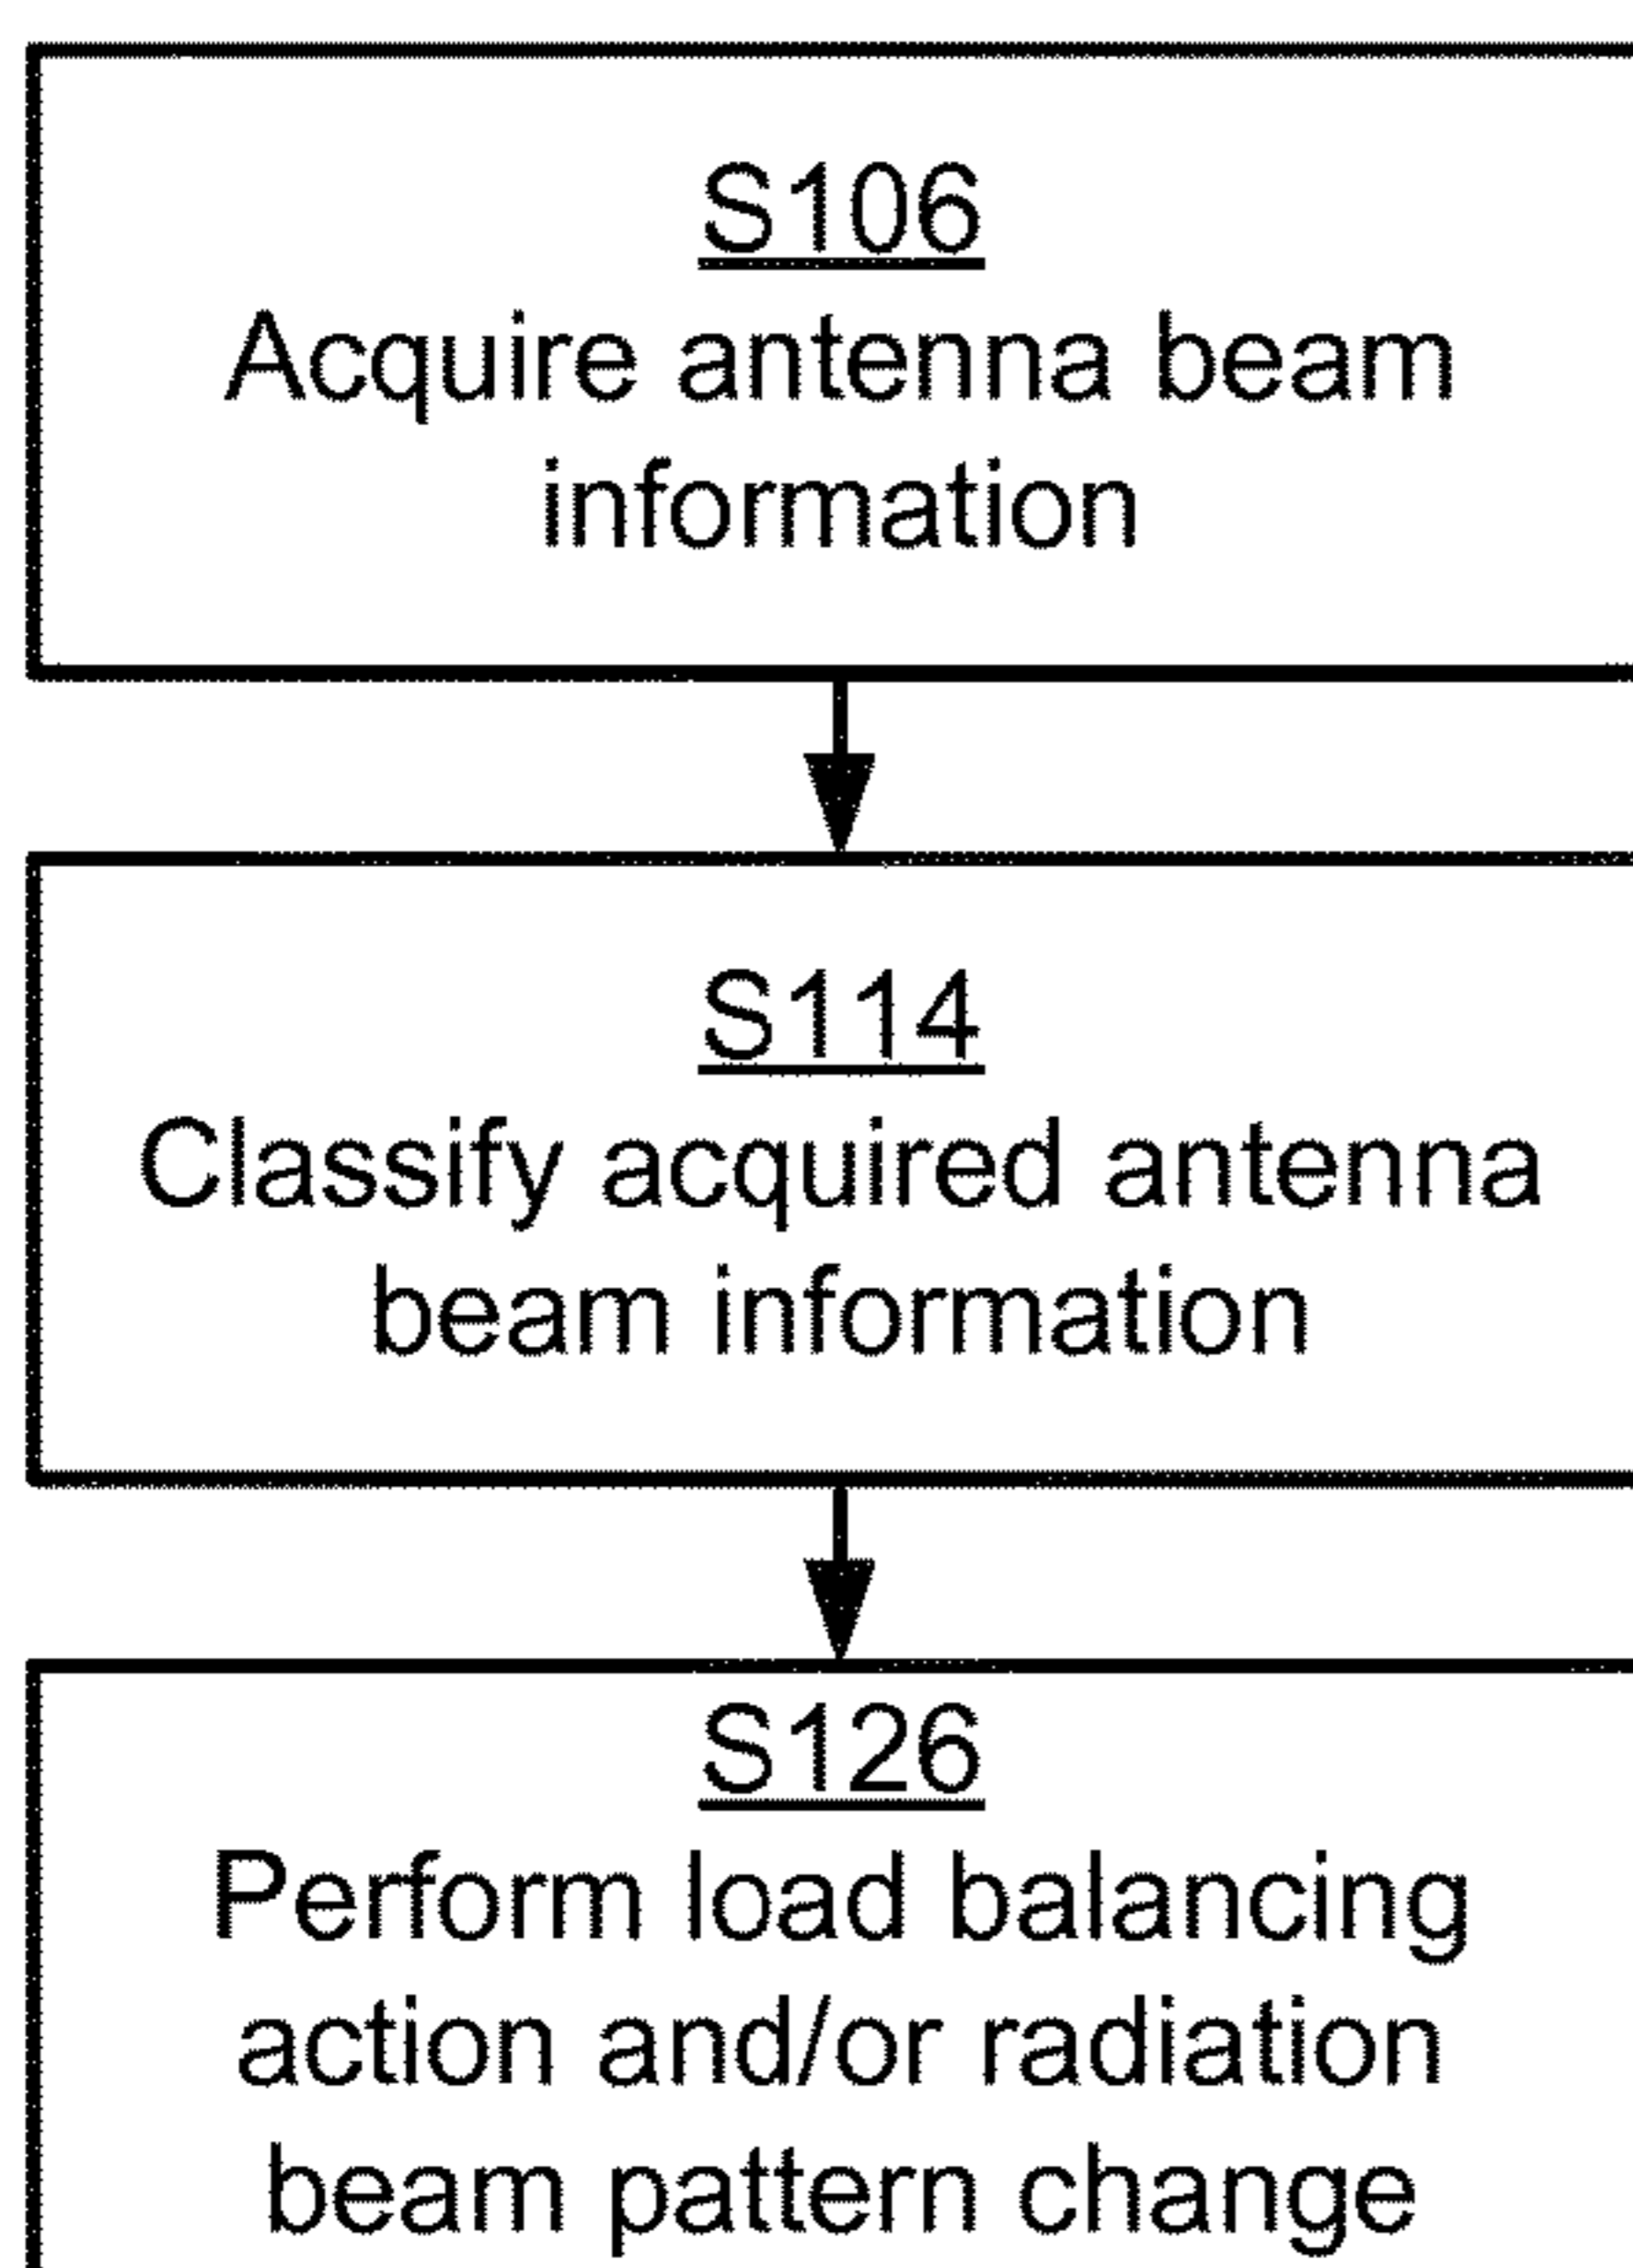 S106
Acquire antenna beam
information
S114
Classify acquired antenna
beam information
S126
Perform load balancing
action and/or radiation
beam pattern change